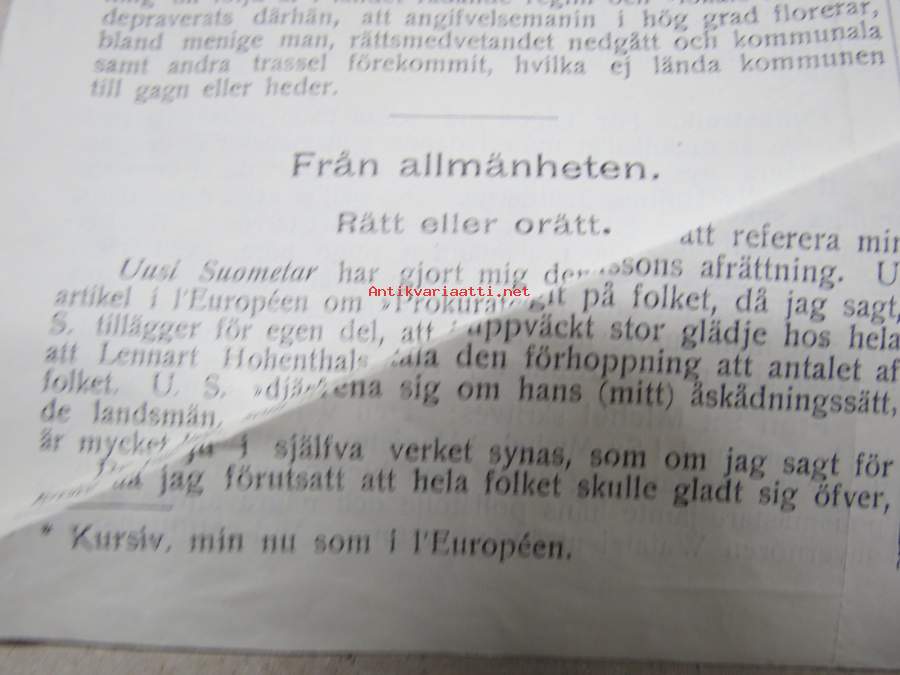 depraverats därhän, att angifvelsemanin i hög grad florerar,
bland menige man, rättsmedvetandet nedgått och kommunala
samt andra trassel förekommit, hvilka ej lända kommunen
till gagn eller heder.
Från allmänheten.
Rätt eller orätt.
Uusi Suometar har gjort mig den att referera min
artikel i l'Européen om afrättning. U
S. tillägger för egen del, att på folket, då jag sagt,
att Lennart Hohenthals uppväckt stor glädje hos hela
folket. U. S. den förhoppning att antalet af
de landsmän, sig om hans (mitt) åskådningssätt,
är mycket
i själfva verket synas, som om jag sagt för
jag förutsatt att hela folket skulle gladt sig öfver,
* Kursiv. min nu som i l'Européen.
Antikvariaatti.net